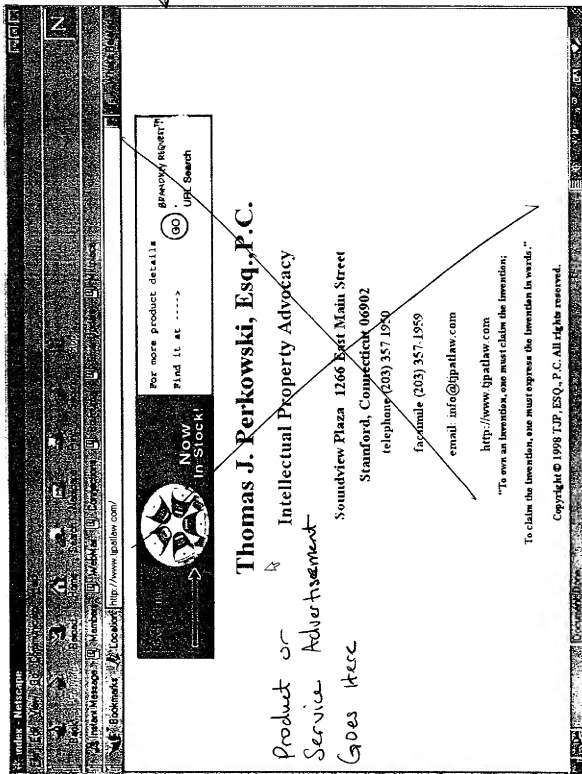 index - Netscape
Instant Message Members WebMail Connections
Bookmarks Location: http://www.tjpatlaw.com/
Now
In Stock!
For more product details
Find it at ----->
GO
BRANDKEY REQUEST™
URL Search
Thomas J. Perkowski, Esq., P.C.
Intellectual Property Advocacy
Product or
Service Advertisement
Goes Here
Soundview Plaza 1266 East Main Street
Stamford, Connecticut 06902
telephone (203) 357 1950
facsimile (203) 357-1959
email: info@tjpatlaw.com
http://www.tjpatlaw.com
"To own an invention, one must claim the invention;
To claim the invention, one must express the invention in words."
Copyright © 1998 TJP, ESQ., P.C. All rights reserved.
Document: Done